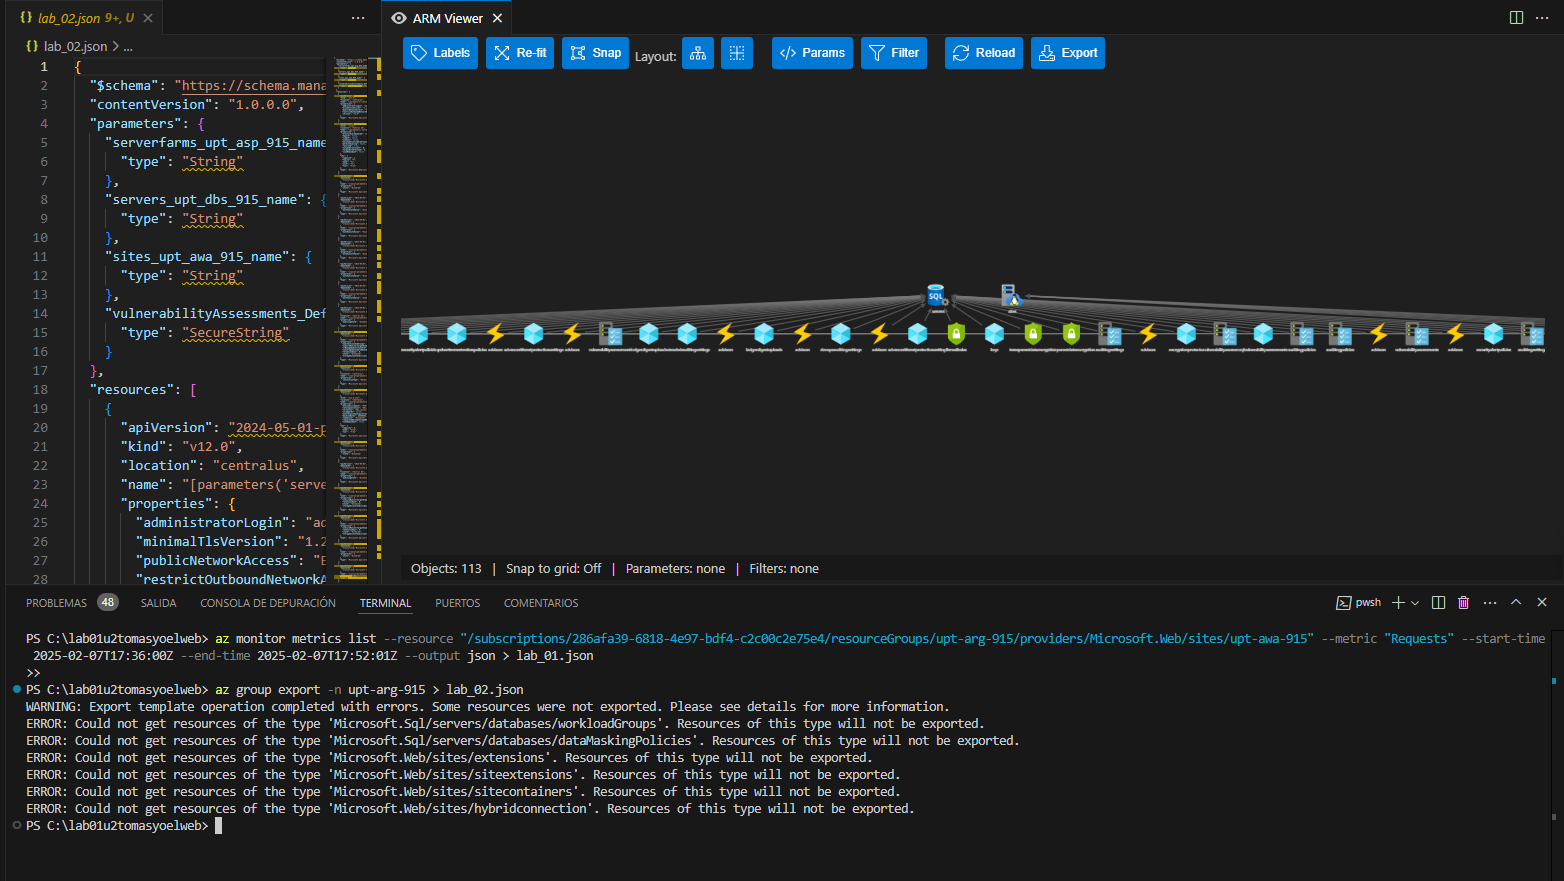 {} lab_02.json 9+, U ×
ARM Viewer ×
{} lab_02.json > ...
Labels Re-fit Snap Layout: Params Filter Reload Export
1 {
2 "$schema": "https://schema.mana
3 "contentVersion": "1.0.0.0",
4 "parameters": {
5 "serverfarms_upt_asp_915_name
6 "type": "String"
7 },
8 "servers_upt_dbs_915_name": {
9 "type": "String"
10 },
11 "sites_upt_awa_915_name": {
12 "type": "String"
13 },
14 "vulnerabilityAssessments_Def
15 "type": "SecureString"
16 }
17 },
18 "resources": [
19 {
20 "apiVersion": "2024-05-01-p
21 "kind": "v12.0",
22 "location": "centralus",
23 "name": "[parameters('serve
24 "properties": {
25 "administratorLogin": "ad
26 "minimalTlsVersion": "1.2
27 "publicNetworkAccess": "E
28 "restrictOutboundNetworkA
SQL
Objects: 113 | Snap to grid: Off | Parameters: none | Filters: none
PROBLEMAS 48 SALIDA CONSOLA DE DEPURACIÓN TERMINAL PUERTOS COMENTARIOS
pwsh
PS C:\lab01u2tomasyoelweb> az monitor metrics list --resource "/subscriptions/286afa39-6818-4e97-bdf4-c2c00c2e75e4/resourceGroups/upt-arg-915/providers/Microsoft.Web/sites/upt-awa-915" --metric "Requests" --start-time
2025-02-07T17:36:00Z --end-time 2025-02-07T17:52:01Z --output json > lab_01.json
>>
PS C:\lab01u2tomasyoelweb> az group export -n upt-arg-915 > lab_02.json
WARNING: Export template operation completed with errors. Some resources were not exported. Please see details for more information.
ERROR: Could not get resources of the type 'Microsoft.Sql/servers/databases/workloadGroups'. Resources of this type will not be exported.
ERROR: Could not get resources of the type 'Microsoft.Sql/servers/databases/dataMaskingPolicies'. Resources of this type will not be exported.
ERROR: Could not get resources of the type 'Microsoft.Web/sites/extensions'. Resources of this type will not be exported.
ERROR: Could not get resources of the type 'Microsoft.Web/sites/siteextensions'. Resources of this type will not be exported.
ERROR: Could not get resources of the type 'Microsoft.Web/sites/sitecontainers'. Resources of this type will not be exported.
ERROR: Could not get resources of the type 'Microsoft.Web/sites/hybridconnection'. Resources of this type will not be exported.
PS C:\lab01u2tomasyoelweb>